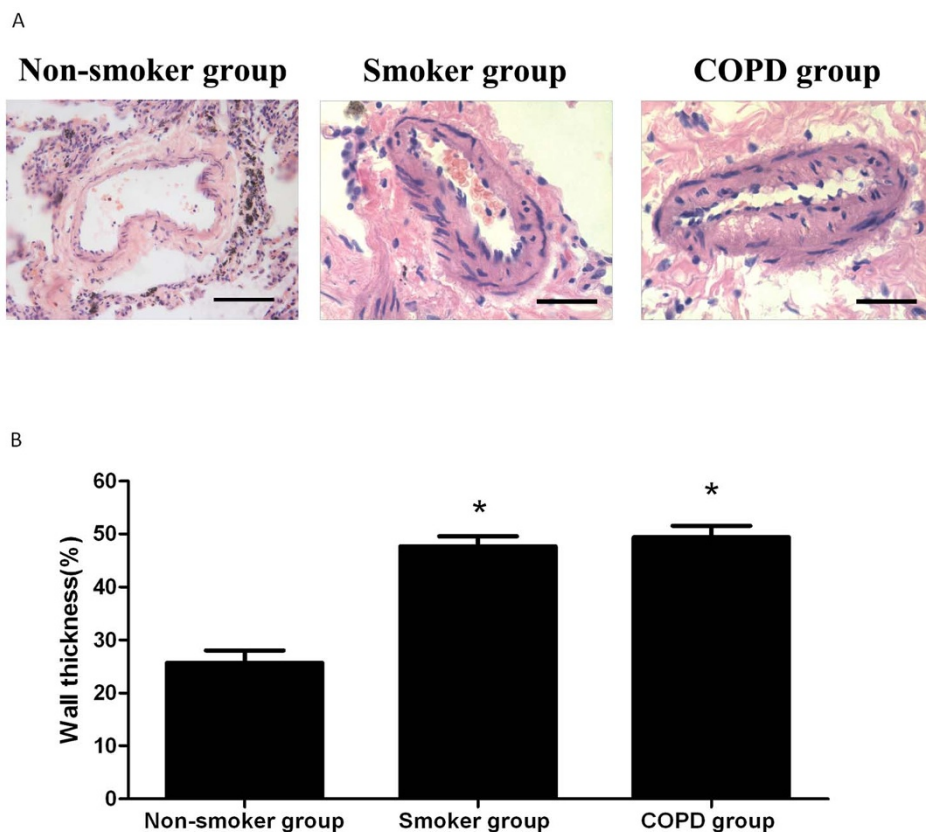 A
Non-smoker group Smoker group COPD group
B
60
50
40
30
20
10
0
Wall thickness(%)
* *
Non-smoker group Smoker group COPD group